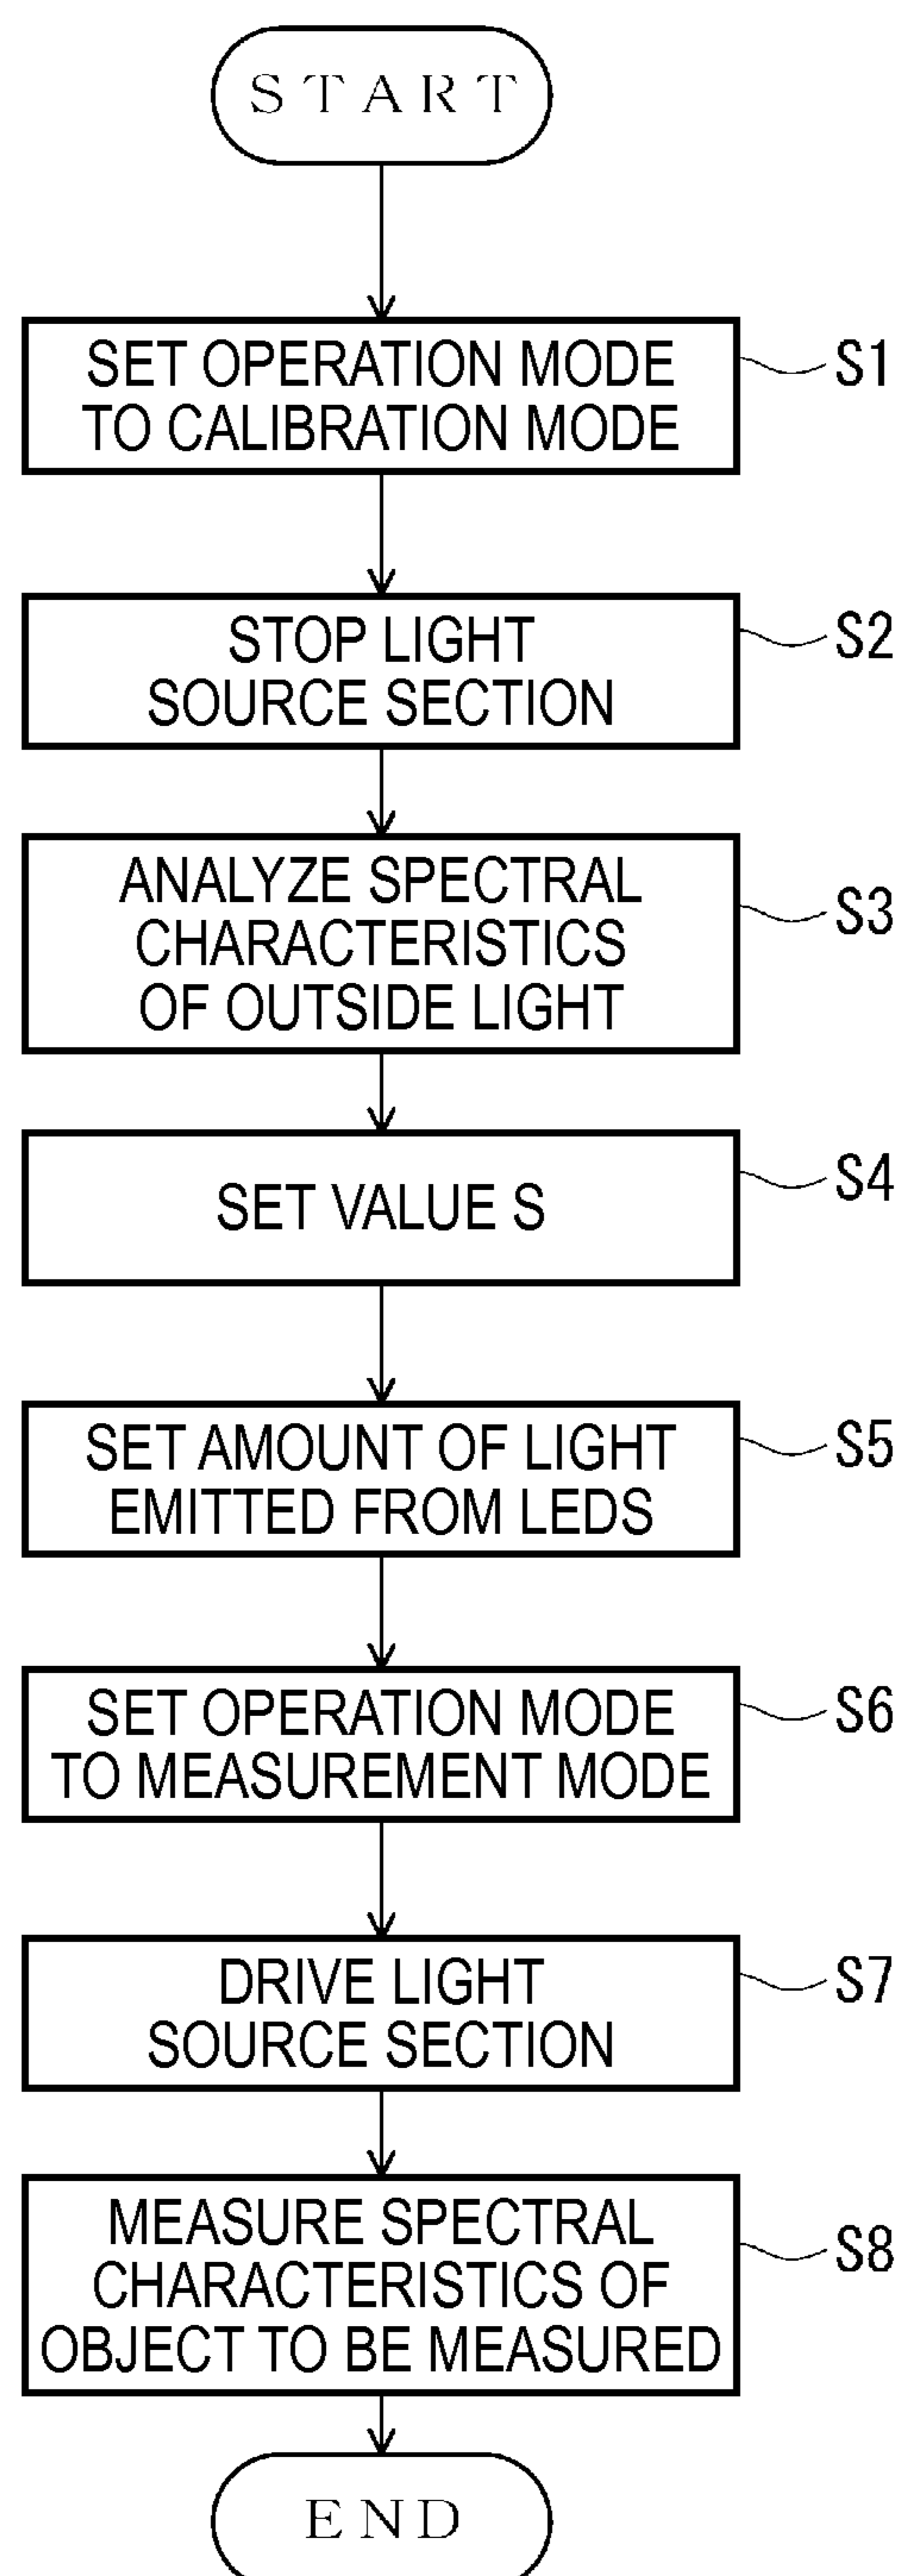 START
SET OPERATION MODE
TO CALIBRATION MODE
S1
STOP LIGHT
SOURCE SECTION
S2
ANALYZE SPECTRAL
CHARACTERISTICS
OF OUTSIDE LIGHT
S3
SET VALUE S
S4
SET AMOUNT OF LIGHT
EMITTED FROM LEDS
S5
SET OPERATION MODE
TO MEASUREMENT MODE
S6
DRIVE LIGHT
SOURCE SECTION
S7
MEASURE SPECTRAL
CHARACTERISTICS OF
OBJECT TO BE MEASURED
S8
END